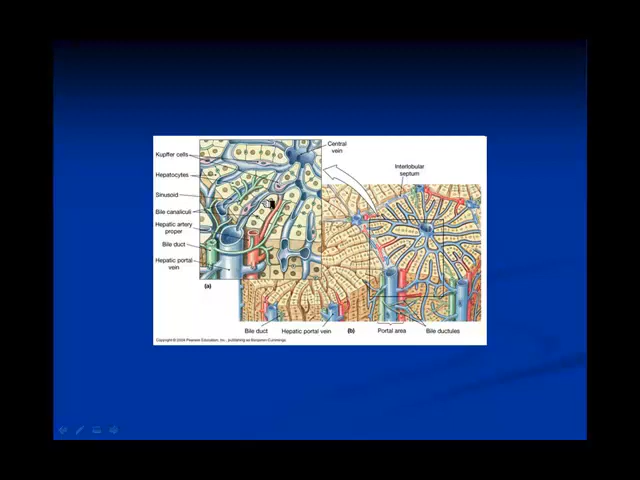 Kupffer cells
Hepatocytes
Sinusoid
Bile canaliculi
Hepatic artery
proper
Bile duct
Hepatic portal
vein
(a)
Central
vein
Interlobular
septum
Bile duct
Hepatic portal vein
(b)
Portal area
Bile ductules
Copyright © 2009 Pearson Education, Inc., publishing as Benjamin Cummings